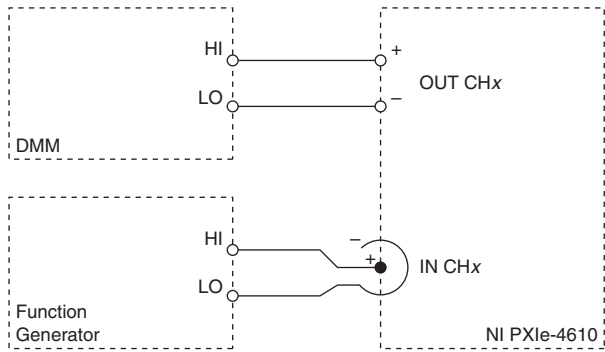 HI
+
OUT CHx
LO
–
DMM
HI
–
+
IN CHx
LO
Function
Generator
NI PXIe-4610